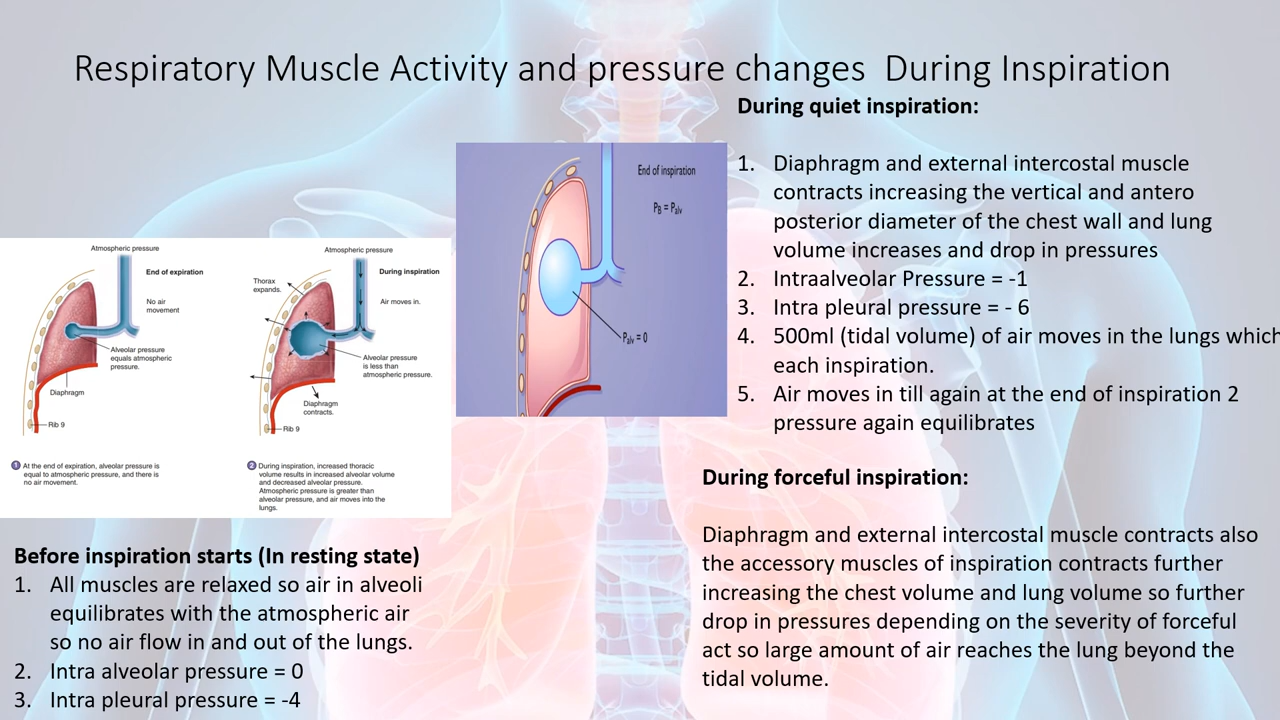 Respiratory Muscle Activity and pressure changes During Inspiration
Atmospheric pressure
End of expiration
No air
movement
Alveolar pressure
equals atmospheric
pressure.
Diaphragm
Rib 9
1 At the end of expiration, alveolar pressure is
equal to atmospheric pressure, and there is
no air movement.
Atmospheric pressure
During inspiration
Thorax
expands.
Air moves in.
Alveolar pressure
is less than
atmospheric pressure.
Diaphragm
contracts.
Rib 9
2 During inspiration, increased thoracic
volume results in increased alveolar volume
and decreased alveolar pressure.
Atmospheric pressure is greater than
alveolar pressure, and air moves into the
lungs.
End of inspiration
PB = Palv
Palv = 0
Before inspiration starts (In resting state)
1. All muscles are relaxed so air in alveoli
equilibrates with the atmospheric air
so no air flow in and out of the lungs.
2. Intra alveolar pressure = 0
3. Intra pleural pressure = -4
During quiet inspiration:
1. Diaphragm and external intercostal muscle
contracts increasing the vertical and antero
posterior diameter of the chest wall and lung
volume increases and drop in pressures
2. Intraalveolar Pressure = -1
3. Intra pleural pressure = - 6
4. 500ml (tidal volume) of air moves in the lungs which
each inspiration.
5. Air moves in till again at the end of inspiration 2
pressure again equilibrates
During forceful inspiration:
Diaphragm and external intercostal muscle contracts also
the accessory muscles of inspiration contracts further
increasing the chest volume and lung volume so further
drop in pressures depending on the severity of forceful
act so large amount of air reaches the lung beyond the
tidal volume.